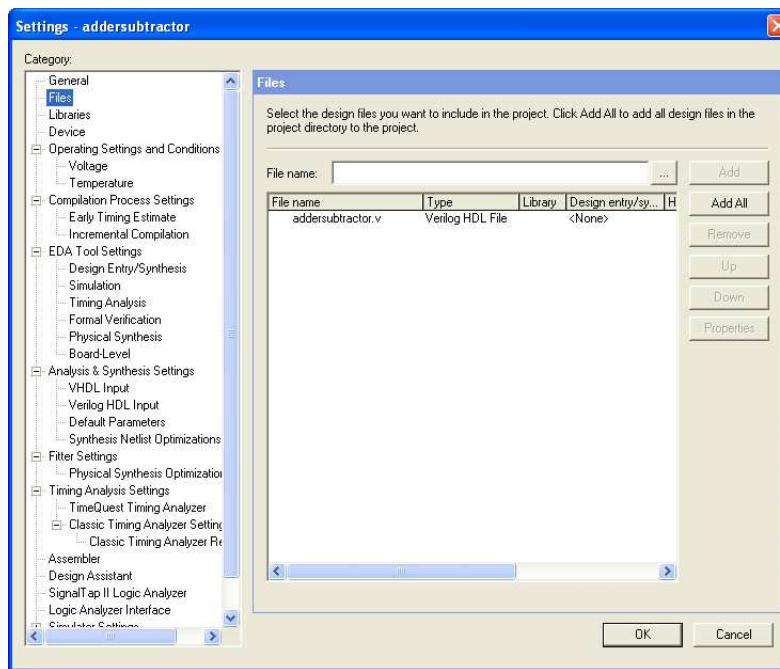 Settings - addersubtractor
Category:
General
Files
Libraries
Device
Operating Settings and Conditions
Voltage
Temperature
Compilation Process Settings
Early Timing Estimate
Incremental Compilation
EDA Tool Settings
Design Entry/Synthesis
Simulation
Timing Analysis
Formal Verification
Physical Synthesis
Board-Level
Analysis & Synthesis Settings
VHDL Input
Verilog HDL Input
Default Parameters
Synthesis Netlist Optimizations
Fitter Settings
Physical Synthesis Optimizatio
Timing Analysis Settings
TimeQuest Timing Analyzer
Classic Timing Analyzer Setting
Classic Timing Analyzer Re
Assembler
Design Assistant
SignalTap II Logic Analyzer
Logic Analyzer Interface
Simulator Settings
Files
Select the design files you want to include in the project. Click Add All to add all design files in the
project directory to the project.
File name: ... Add
File name Type Library Design entry/sy... H Add All
addersubtractor.v Verilog HDL File <None>
Remove
Up
Down
Properties
OK Cancel